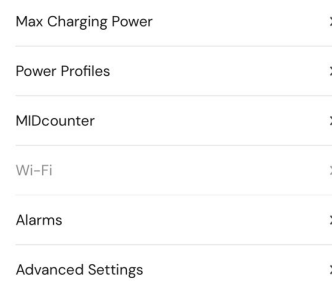 Max Charging Power
Power Profiles
MIDcounter
Wi-Fi
Alarms
Advanced Settings